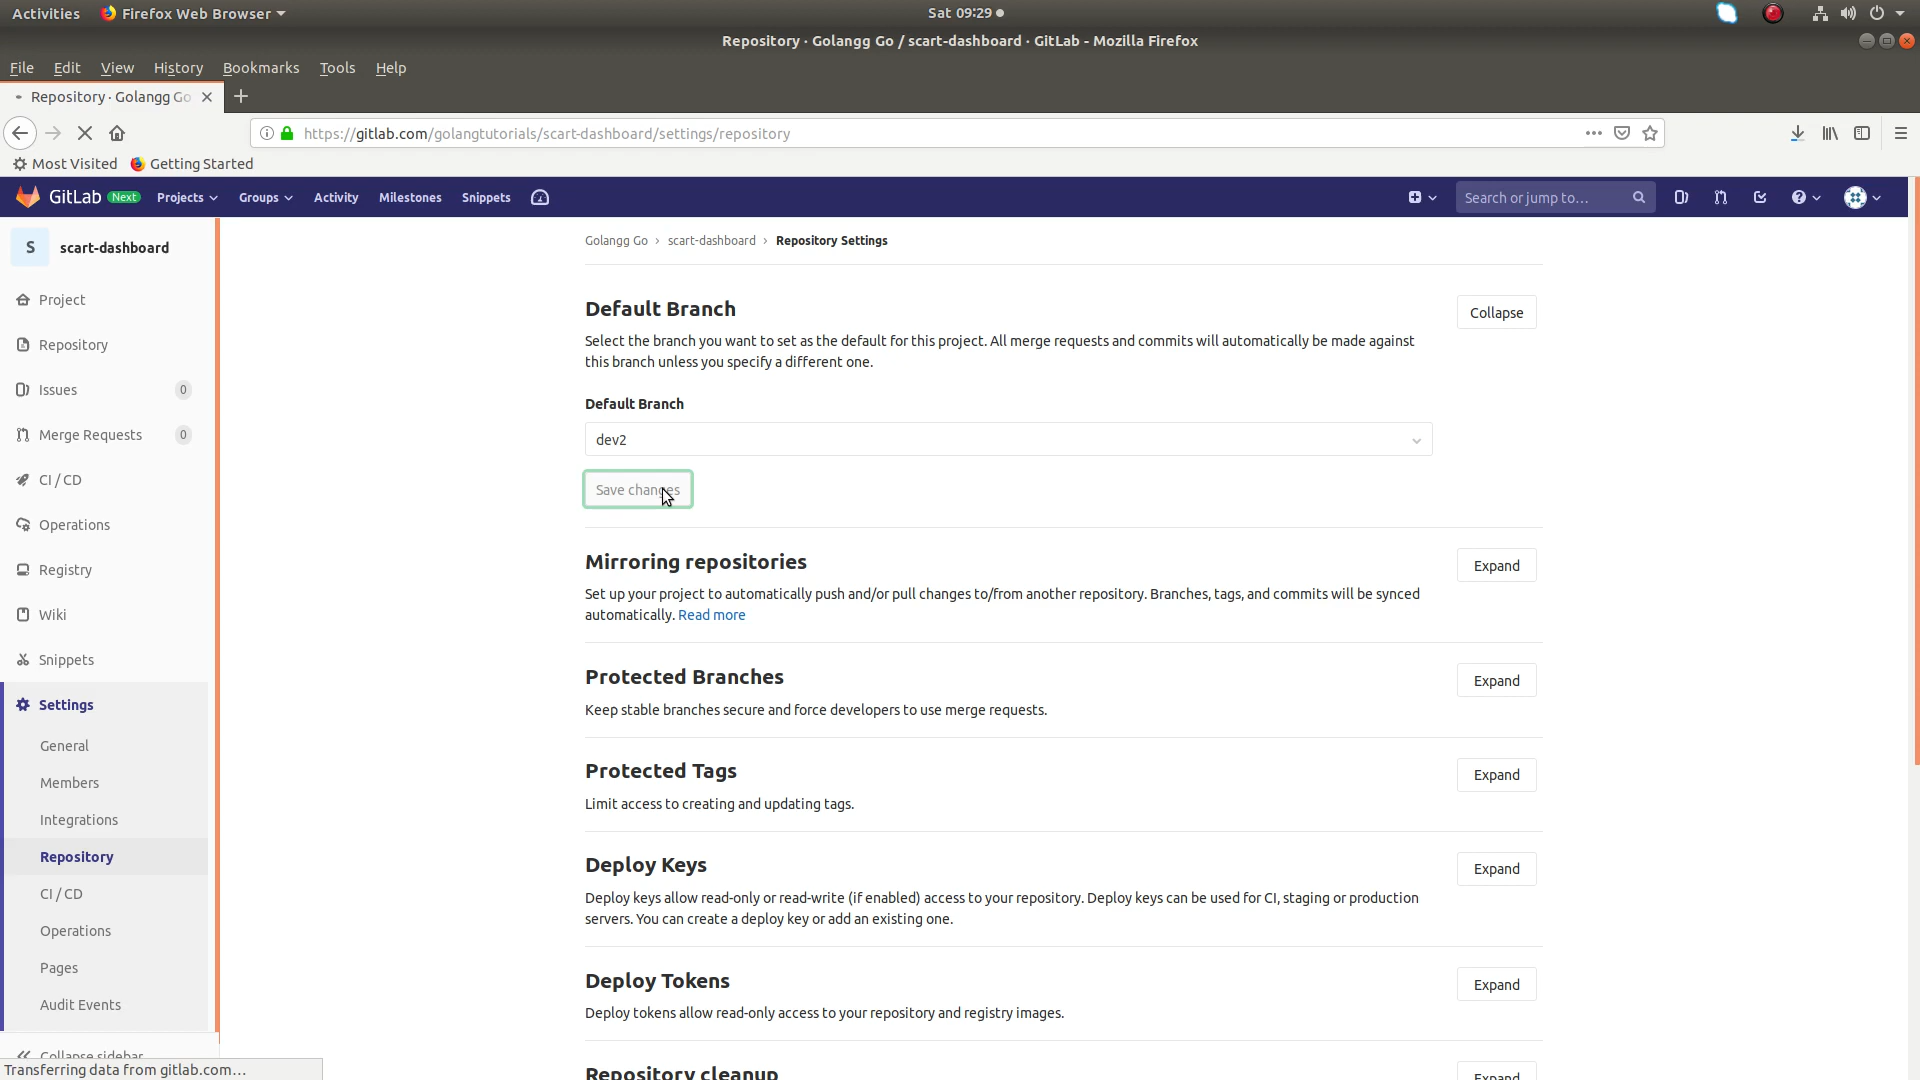 Activities Firefox Web Browser Sat 09:29
Repository · Golangg Go / scart-dashboard · GitLab - Mozilla Firefox
File Edit View History Bookmarks Tools Help
Repository · Golangg Go
https://gitlab.com/golangtutorials/scart-dashboard/settings/repository
Most Visited Getting Started
GitLab Next Projects Groups Activity Milestones Snippets Search or jump to...
S scart-dashboard
Project
Repository
Issues 0
Merge Requests 0
CI / CD
Operations
Registry
Wiki
Snippets
Settings
General
Members
Integrations
Repository
CI / CD
Operations
Pages
Audit Events
Collapse sidebar
Transferring data from gitlab.com...
Golangg Go › scart-dashboard › Repository Settings
Default Branch
Collapse
Select the branch you want to set as the default for this project. All merge requests and commits will automatically be made against
this branch unless you specify a different one.
Default Branch
dev2
Save changes
Mirroring repositories
Expand
Set up your project to automatically push and/or pull changes to/from another repository. Branches, tags, and commits will be synced
automatically. Read more
Protected Branches
Expand
Keep stable branches secure and force developers to use merge requests.
Protected Tags
Expand
Limit access to creating and updating tags.
Deploy Keys
Expand
Deploy keys allow read-only or read-write (if enabled) access to your repository. Deploy keys can be used for CI, staging or production
servers. You can create a deploy key or add an existing one.
Deploy Tokens
Expand
Deploy tokens allow read-only access to your repository and registry images.
Repository cleanup
Expand